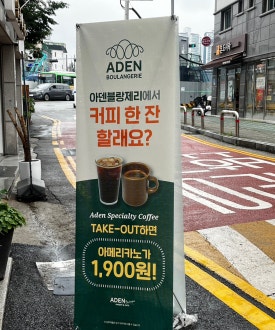 ADEN
BOULANGERIE
아덴블랑제리에서
커피 한 잔
할래요?
Aden Specialty Coffee
TAKE-OUT하면
아메리카노가
1,900원!
ADEN